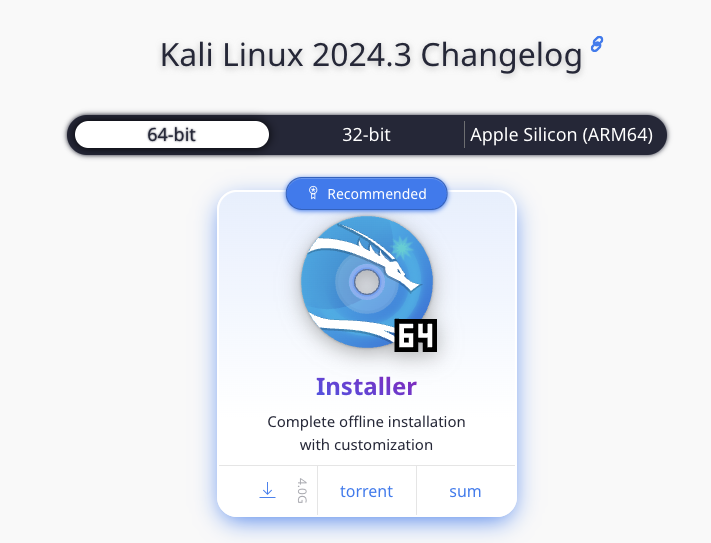 Kali Linux 2024.3 Changelog
64-bit
32-bit
Apple Silicon (ARM64)
Recommended
64
Installer
Complete offline installation
with customization
4.0G
torrent
sum